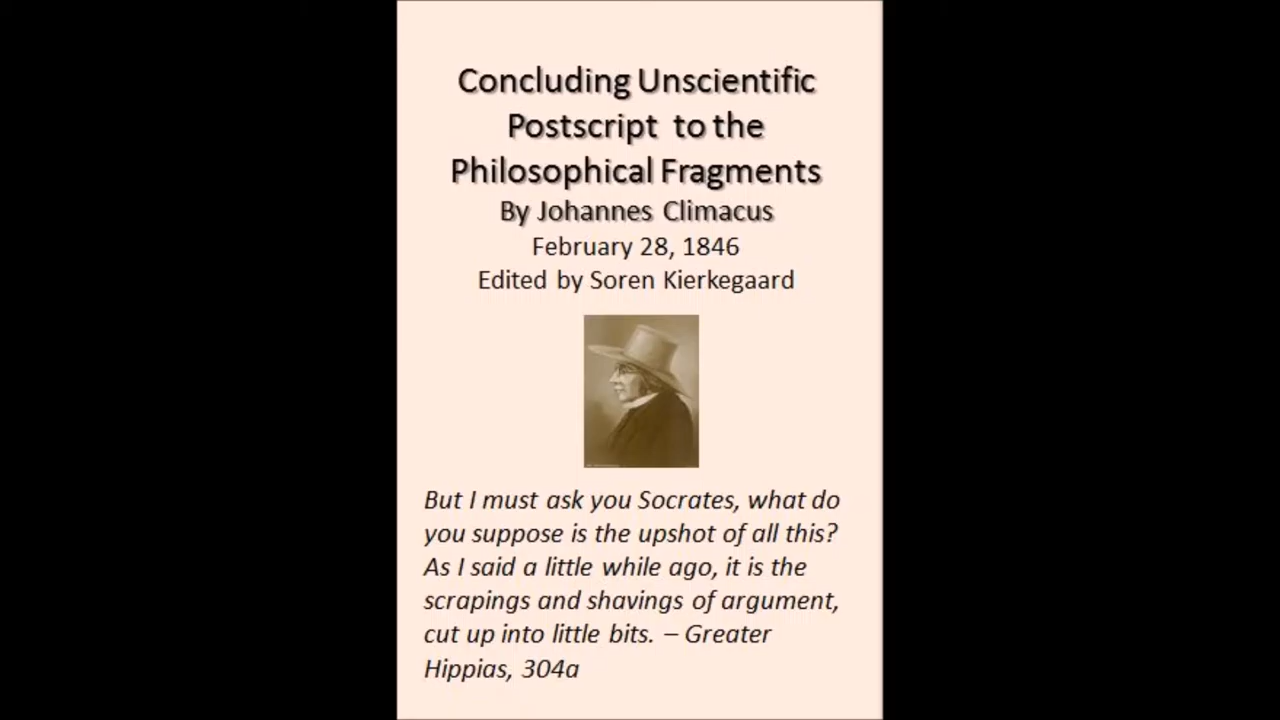 Concluding Unscientific
Postscript to the
Philosophical Fragments
By Johannes Climacus
February 28, 1846
Edited by Soren Kierkegaard
But I must ask you Socrates, what do
you suppose is the upshot of all this?
As I said a little while ago, it is the
scrapings and shavings of argument,
cut up into little bits. – Greater
Hippias, 304a